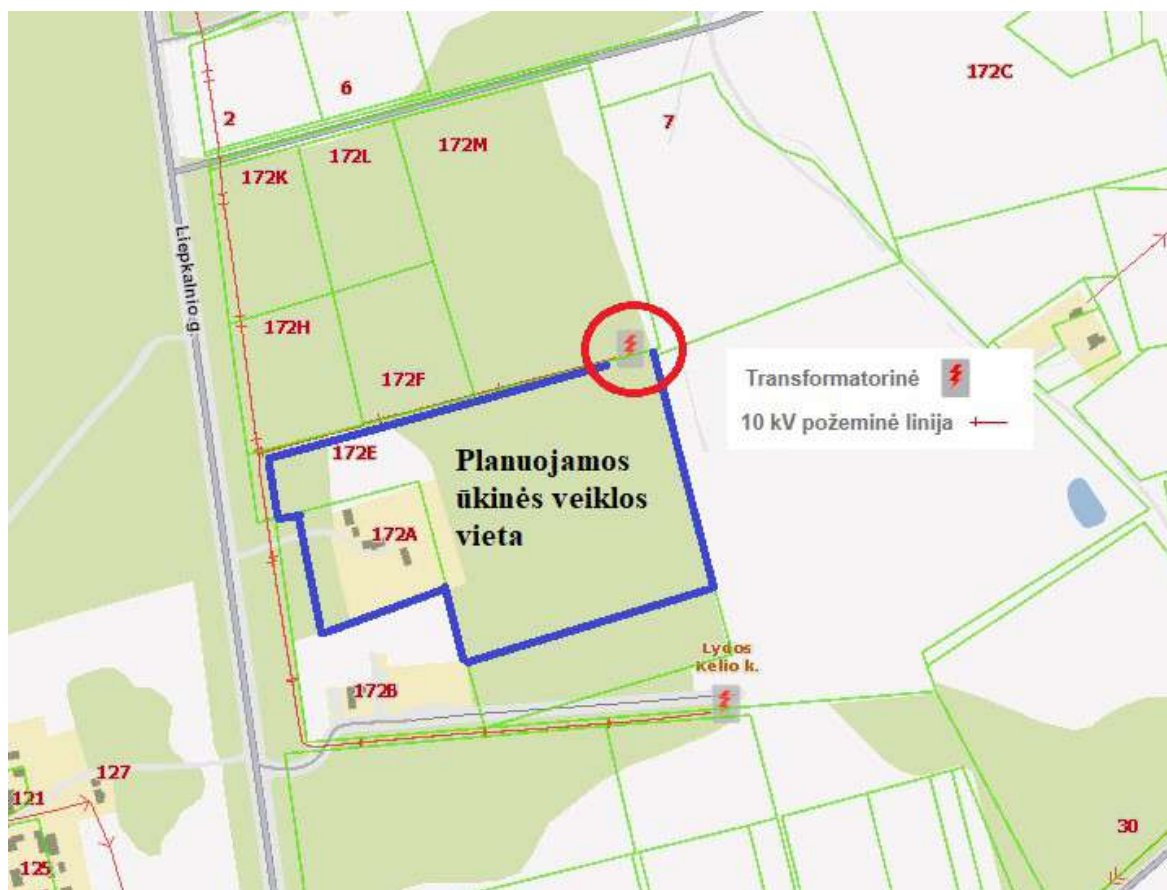 172C
6
2
7
172L
172M
172K
Liepkalnio g.
172H
172F
Transformatorinė
10 kV požeminė linija
172E
Planuojamos
ūkinės veiklos
vieta
172A
Lydos
Kelio k.
172B
127
121
30
125